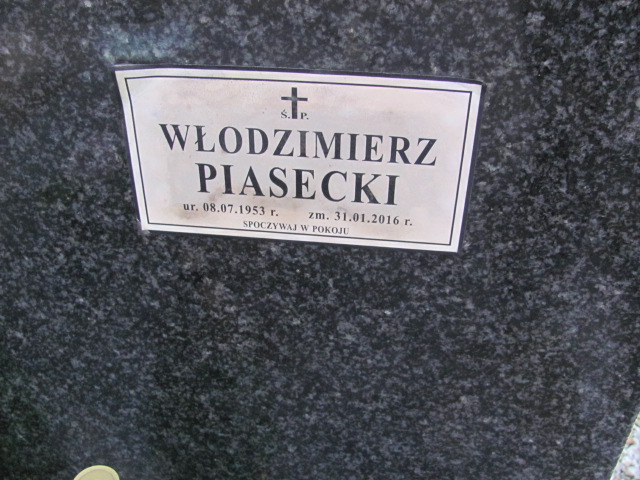 Ś. P.
WŁODZIMIERZ
PIASECKI
ur. 08.07.1953 r. zm. 31.01.2016 r.
SPOCZYWAJ W POKOJU